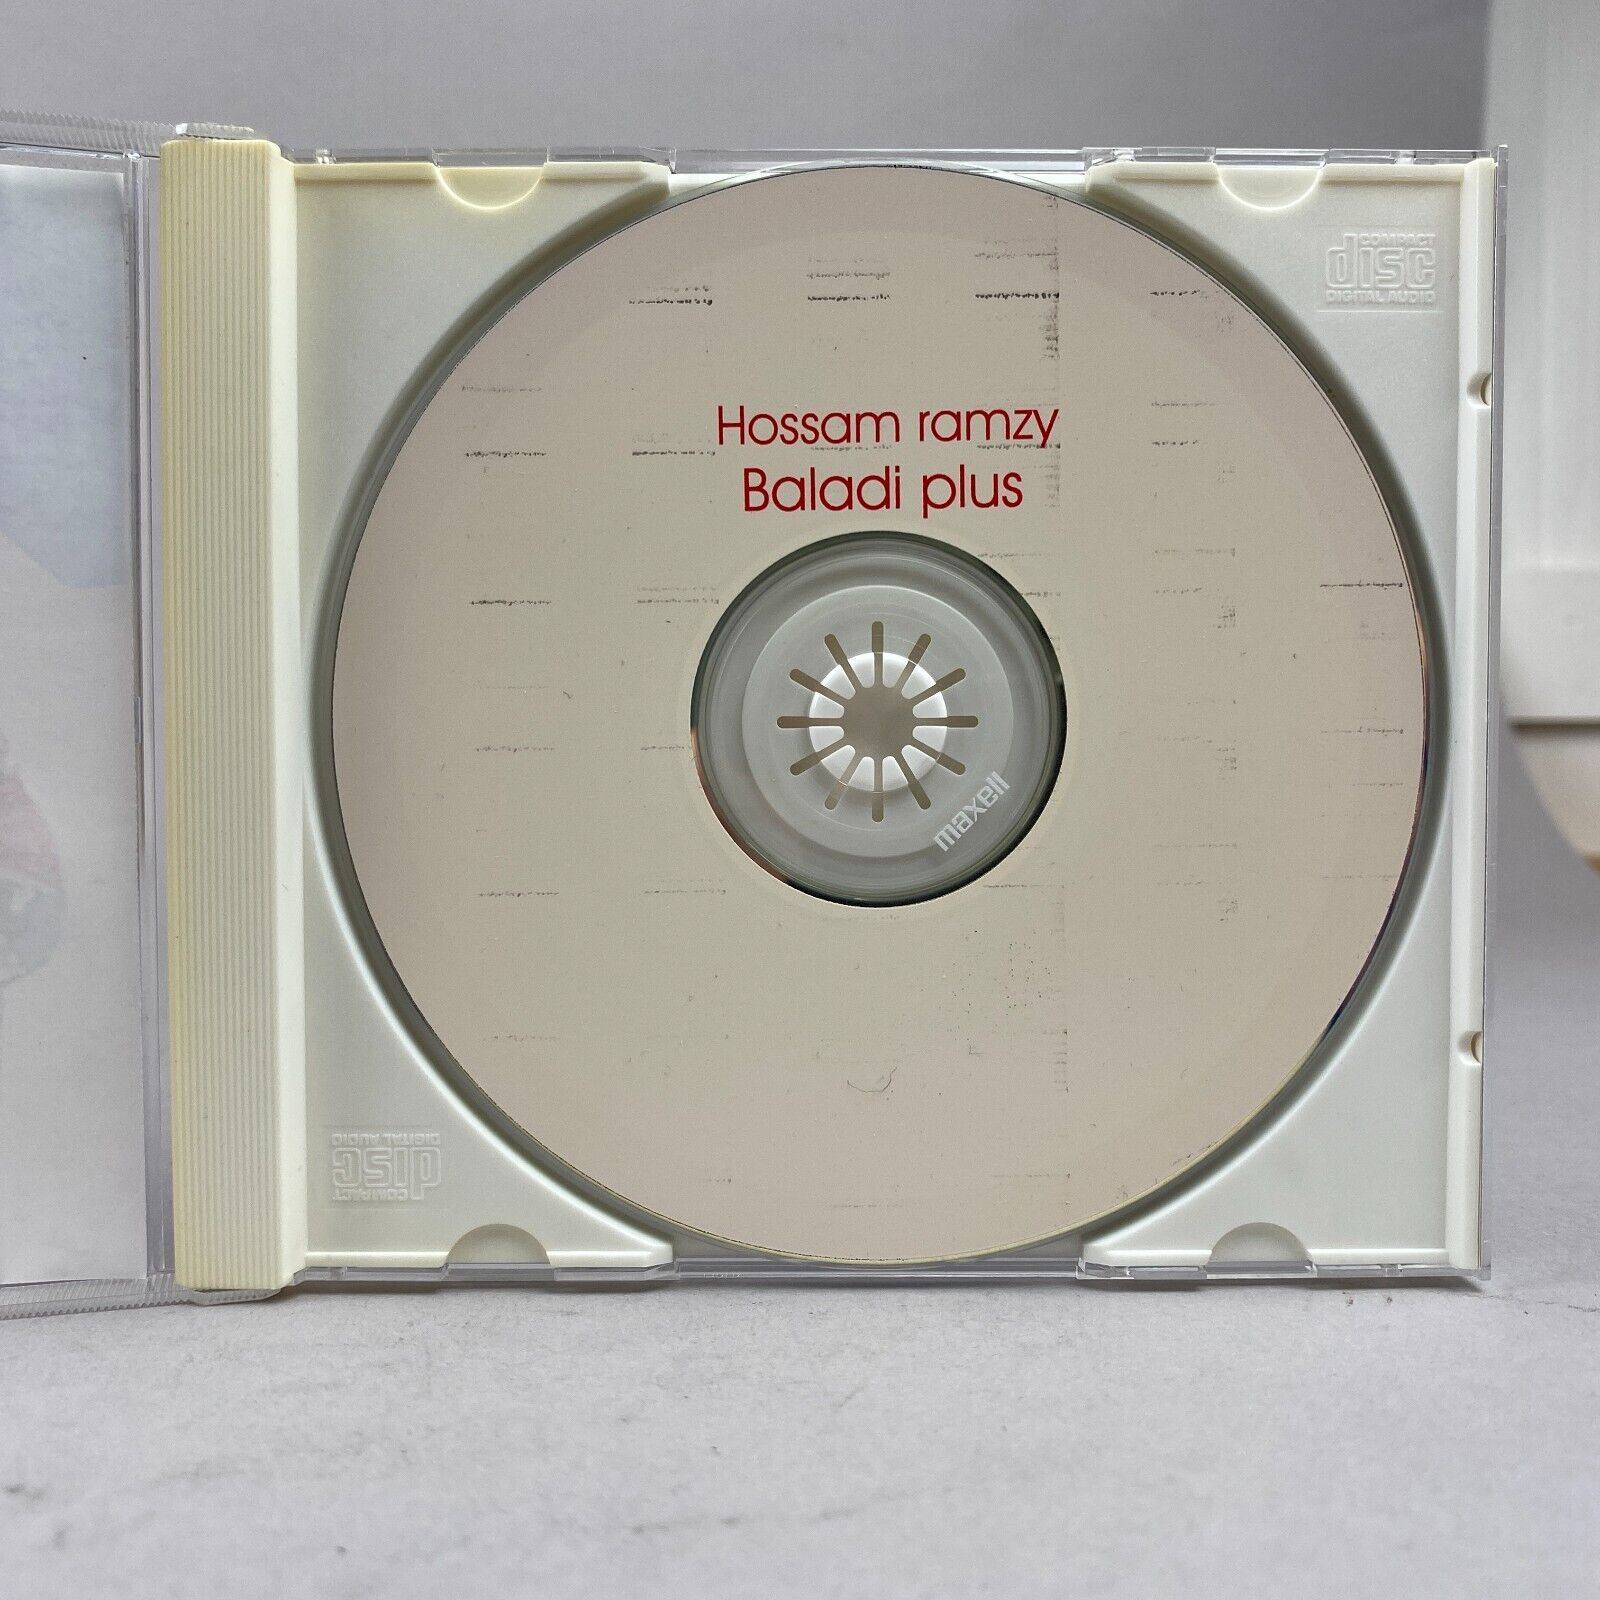 COMPACT
disc
DIGITAL AUDIO
Hossam ramzy
Baladi plus
maxell
COMPACT
disc
DIGITAL AUDIO